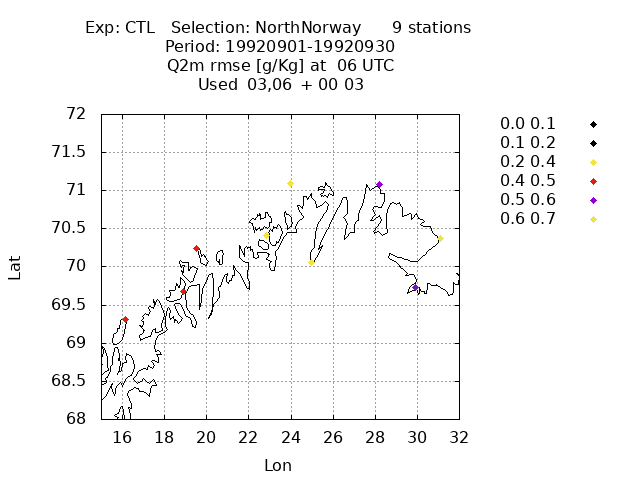 Exp: CTL   Selection: NorthNorway      9 stations
Period: 19920901-19920930
Q2m rmse [g/Kg] at  06 UTC
Used  03,06  + 00 03
72
71.5
71
70.5
70
69.5
69
68.5
68
Lat
16 18 20 22 24 26 28 30 32
Lon
0.0 0.1
0.1 0.2
0.2 0.4
0.4 0.5
0.5 0.6
0.6 0.7